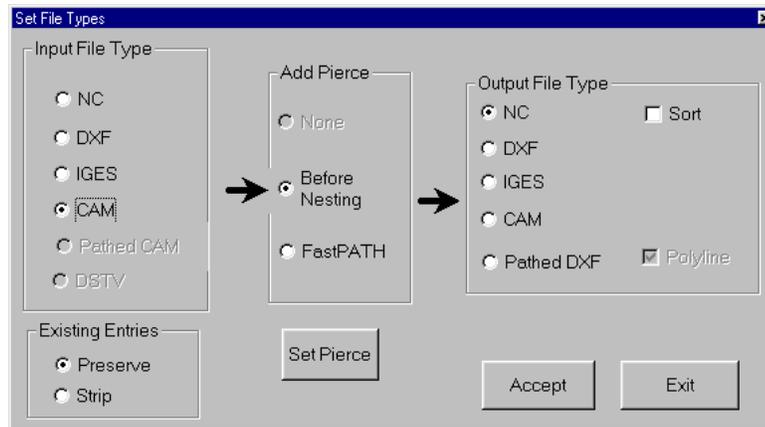 Set File Types
Input File Type
NC
DXF
IGES
CAM
Pathed CAM
DSTV
Existing Entries
Preserve
Strip
Add Pierce
None
Before
Nesting
FastPATH
Set Pierce
Output File Type
NC
Sort
DXF
IGES
CAM
Pathed DXF
Polyline
Accept
Exit